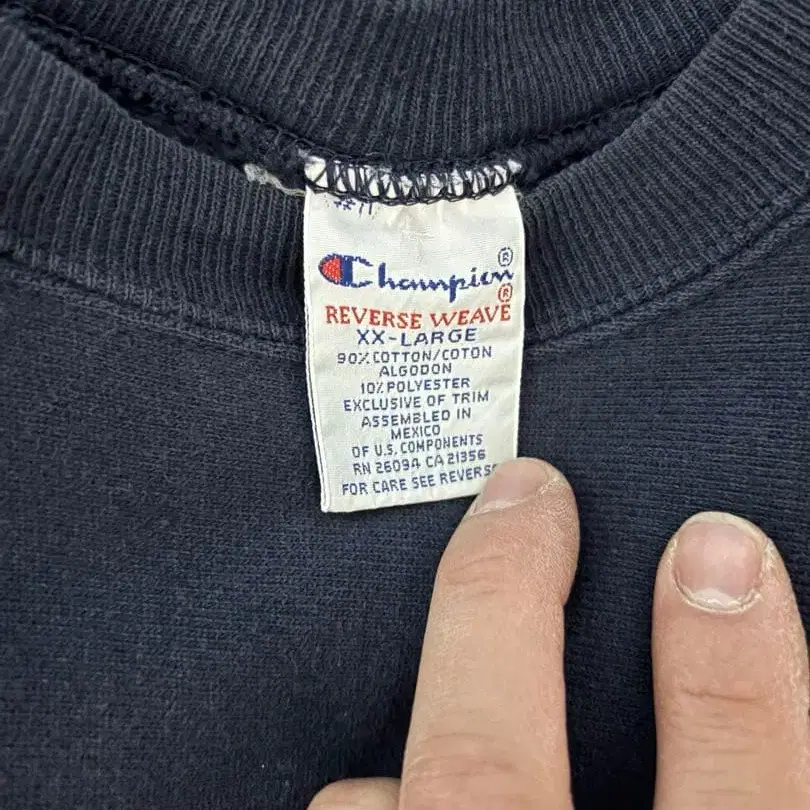 #11
Champion®
REVERSE WEAVE®
XX-LARGE
90% COTTON/COTON
ALGODON
10% POLYESTER
EXCLUSIVE OF TRIM
ASSEMBLED IN
MEXICO
OF U.S. COMPONENTS
RN 26094 CA 21356
FOR CARE SEE REVERSE